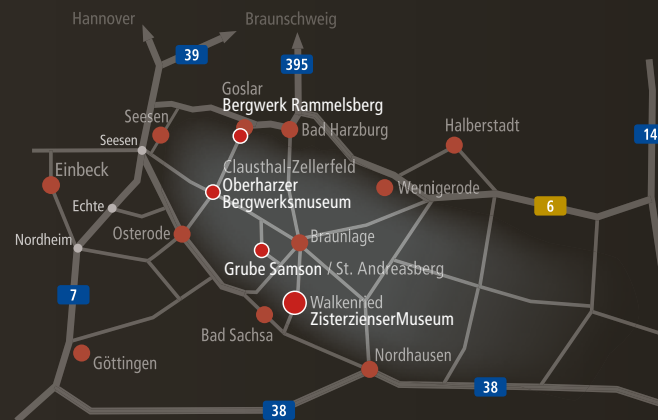 Hannover
Braunschweig
39
395
Goslar
Bergwerk Rammelsberg
Seesen
Bad Harzburg
Halberstadt
14
Seesen
Clausthal-Zellerfeld
Oberharzer
Bergwerksmuseum
Einbeck
Wernigerode
Echte
6
Nordheim
Osterode
Braunlage
Grube Samson / St. Andreasberg
7
Walkenried
ZisterzienserMuseum
Bad Sachsa
Göttingen
Nordhausen
38
38